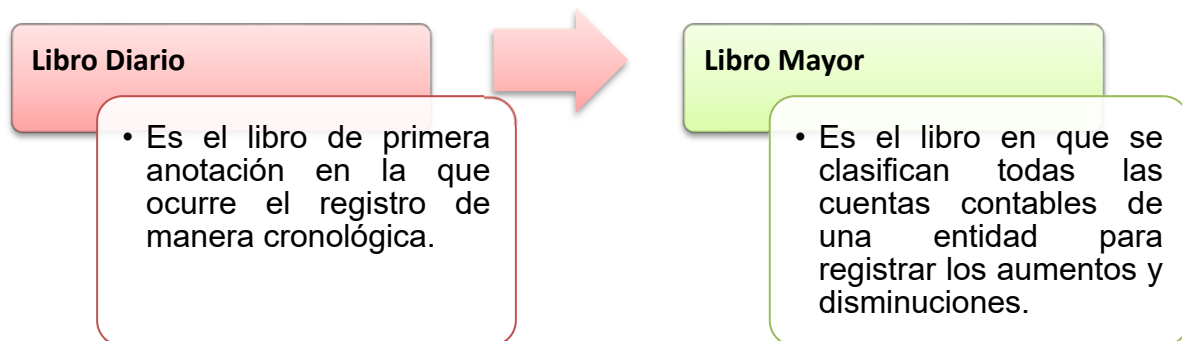 Libro Diario
• Es el libro de primera
anotación en la que
ocurre el registro de
manera cronológica.
Libro Mayor
• Es el libro en que se
clasifican todas las
cuentas contables de
una entidad para
registrar los aumentos y
disminuciones.